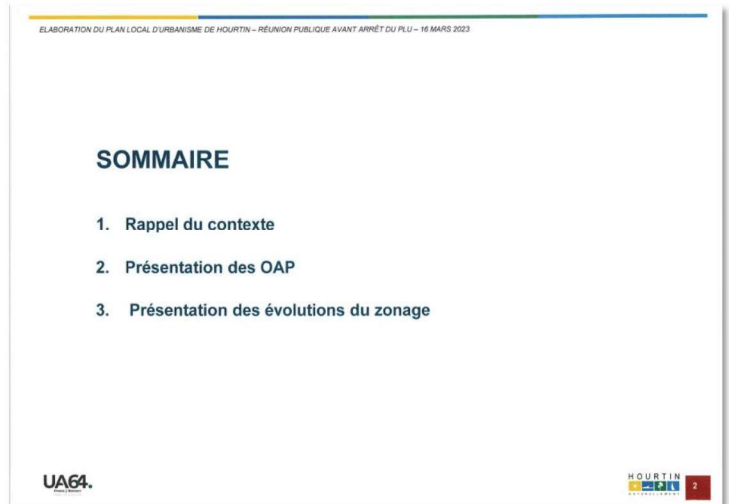 ELABORATION DU PLAN LOCAL D'URBANISME DE HOURTIN – RÉUNION PUBLIQUE AVANT ARRÊT DU PLU – 16 MARS 2023
SOMMAIRE
1. Rappel du contexte
2. Présentation des OAP
3. Présentation des évolutions du zonage
UA64.
HOURTIN
NATURELLEMENT
2